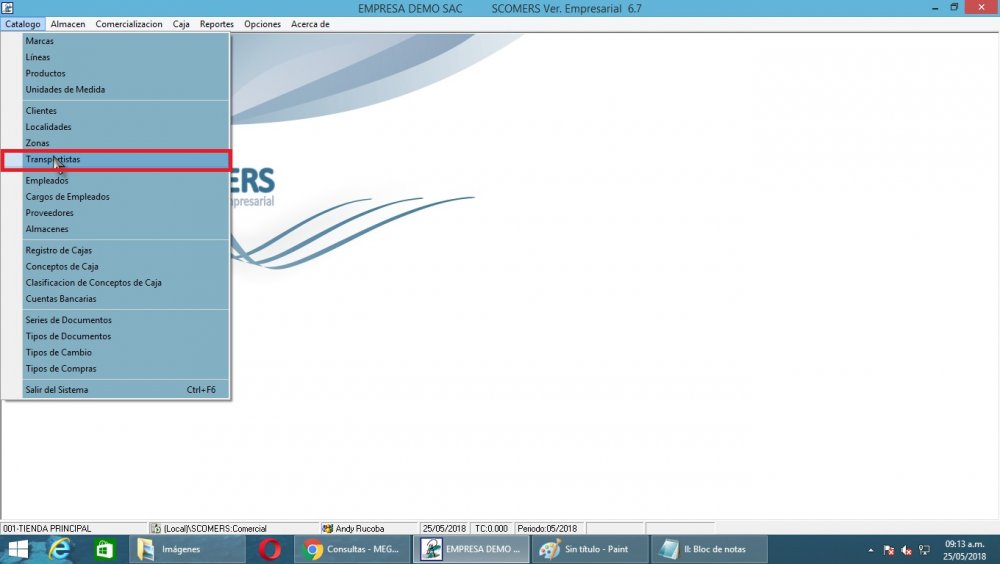 EMPRESA DEMO SAC SCOMERS Ver. Empresarial 6.7
Catalogo Almacen Comercializacion Caja Reportes Opciones Acerca de
Marcas
Líneas
Productos
Unidades de Medida
Clientes
Localidades
Zonas
Transportistas
Empleados
Cargos de Empleados
Proveedores
Almacenes
Registro de Cajas
Conceptos de Caja
Clasificacion de Conceptos de Caja
Cuentas Bancarias
Series de Documentos
Tipos de Documentos
Tipos de Cambio
Tipos de Compras
Salir del Sistema Ctrl+F6
ERS
presarial
001-TIENDA PRINCIPAL (Local)\SCOMERS:Comercial Andy Rucoba 25/05/2018 TC:0.000 Periodo:05/2018
Imágenes Consultas - MEG... EMPRESA DEMO ... Sin título - Paint II: Bloc de notas 09:13 a.m.
25/05/2018